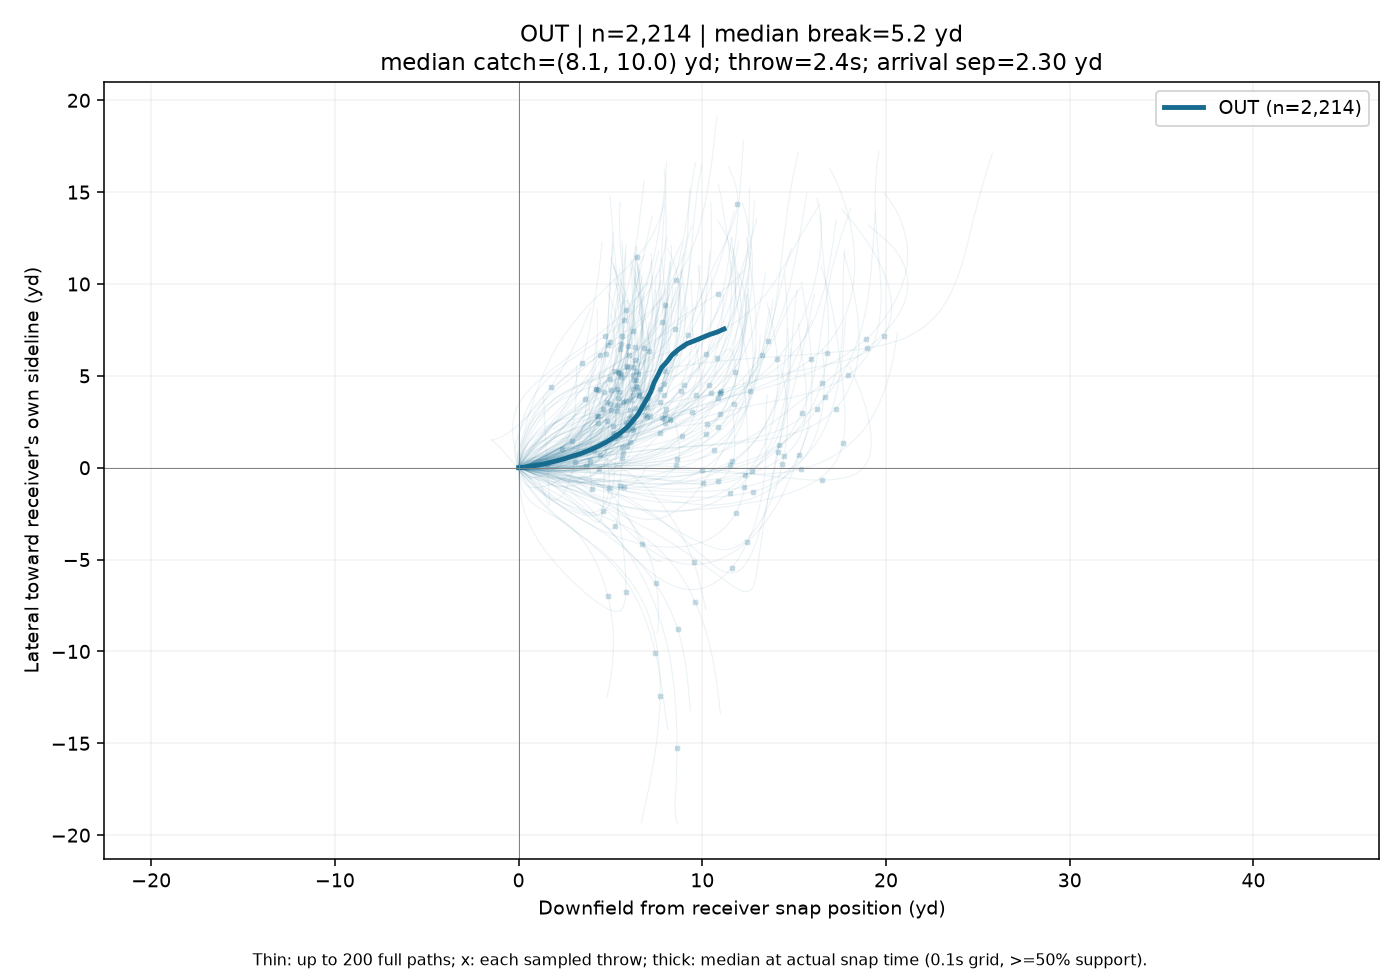 OUT | n=2,214 | median break=5.2 yd
median catch=(8.1, 10.0) yd; throw=2.4s; arrival sep=2.30 yd
OUT (n=2,214)
Lateral toward receiver's own sideline (yd)
20
15
10
5
0
−5
−10
−15
−20
−20 −10 0 10 20 30 40
Downfield from receiver snap position (yd)
Thin: up to 200 full paths; x: each sampled throw; thick: median at actual snap time (0.1s grid, >=50% support).